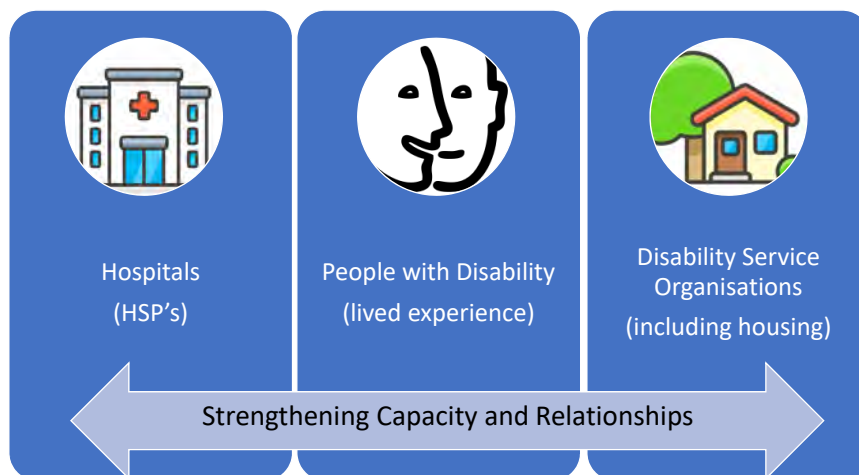 Hospitals
(HSP's)
People with Disability
(lived experience)
Disability Service
Organisations
(including housing)
Strengthening Capacity and Relationships